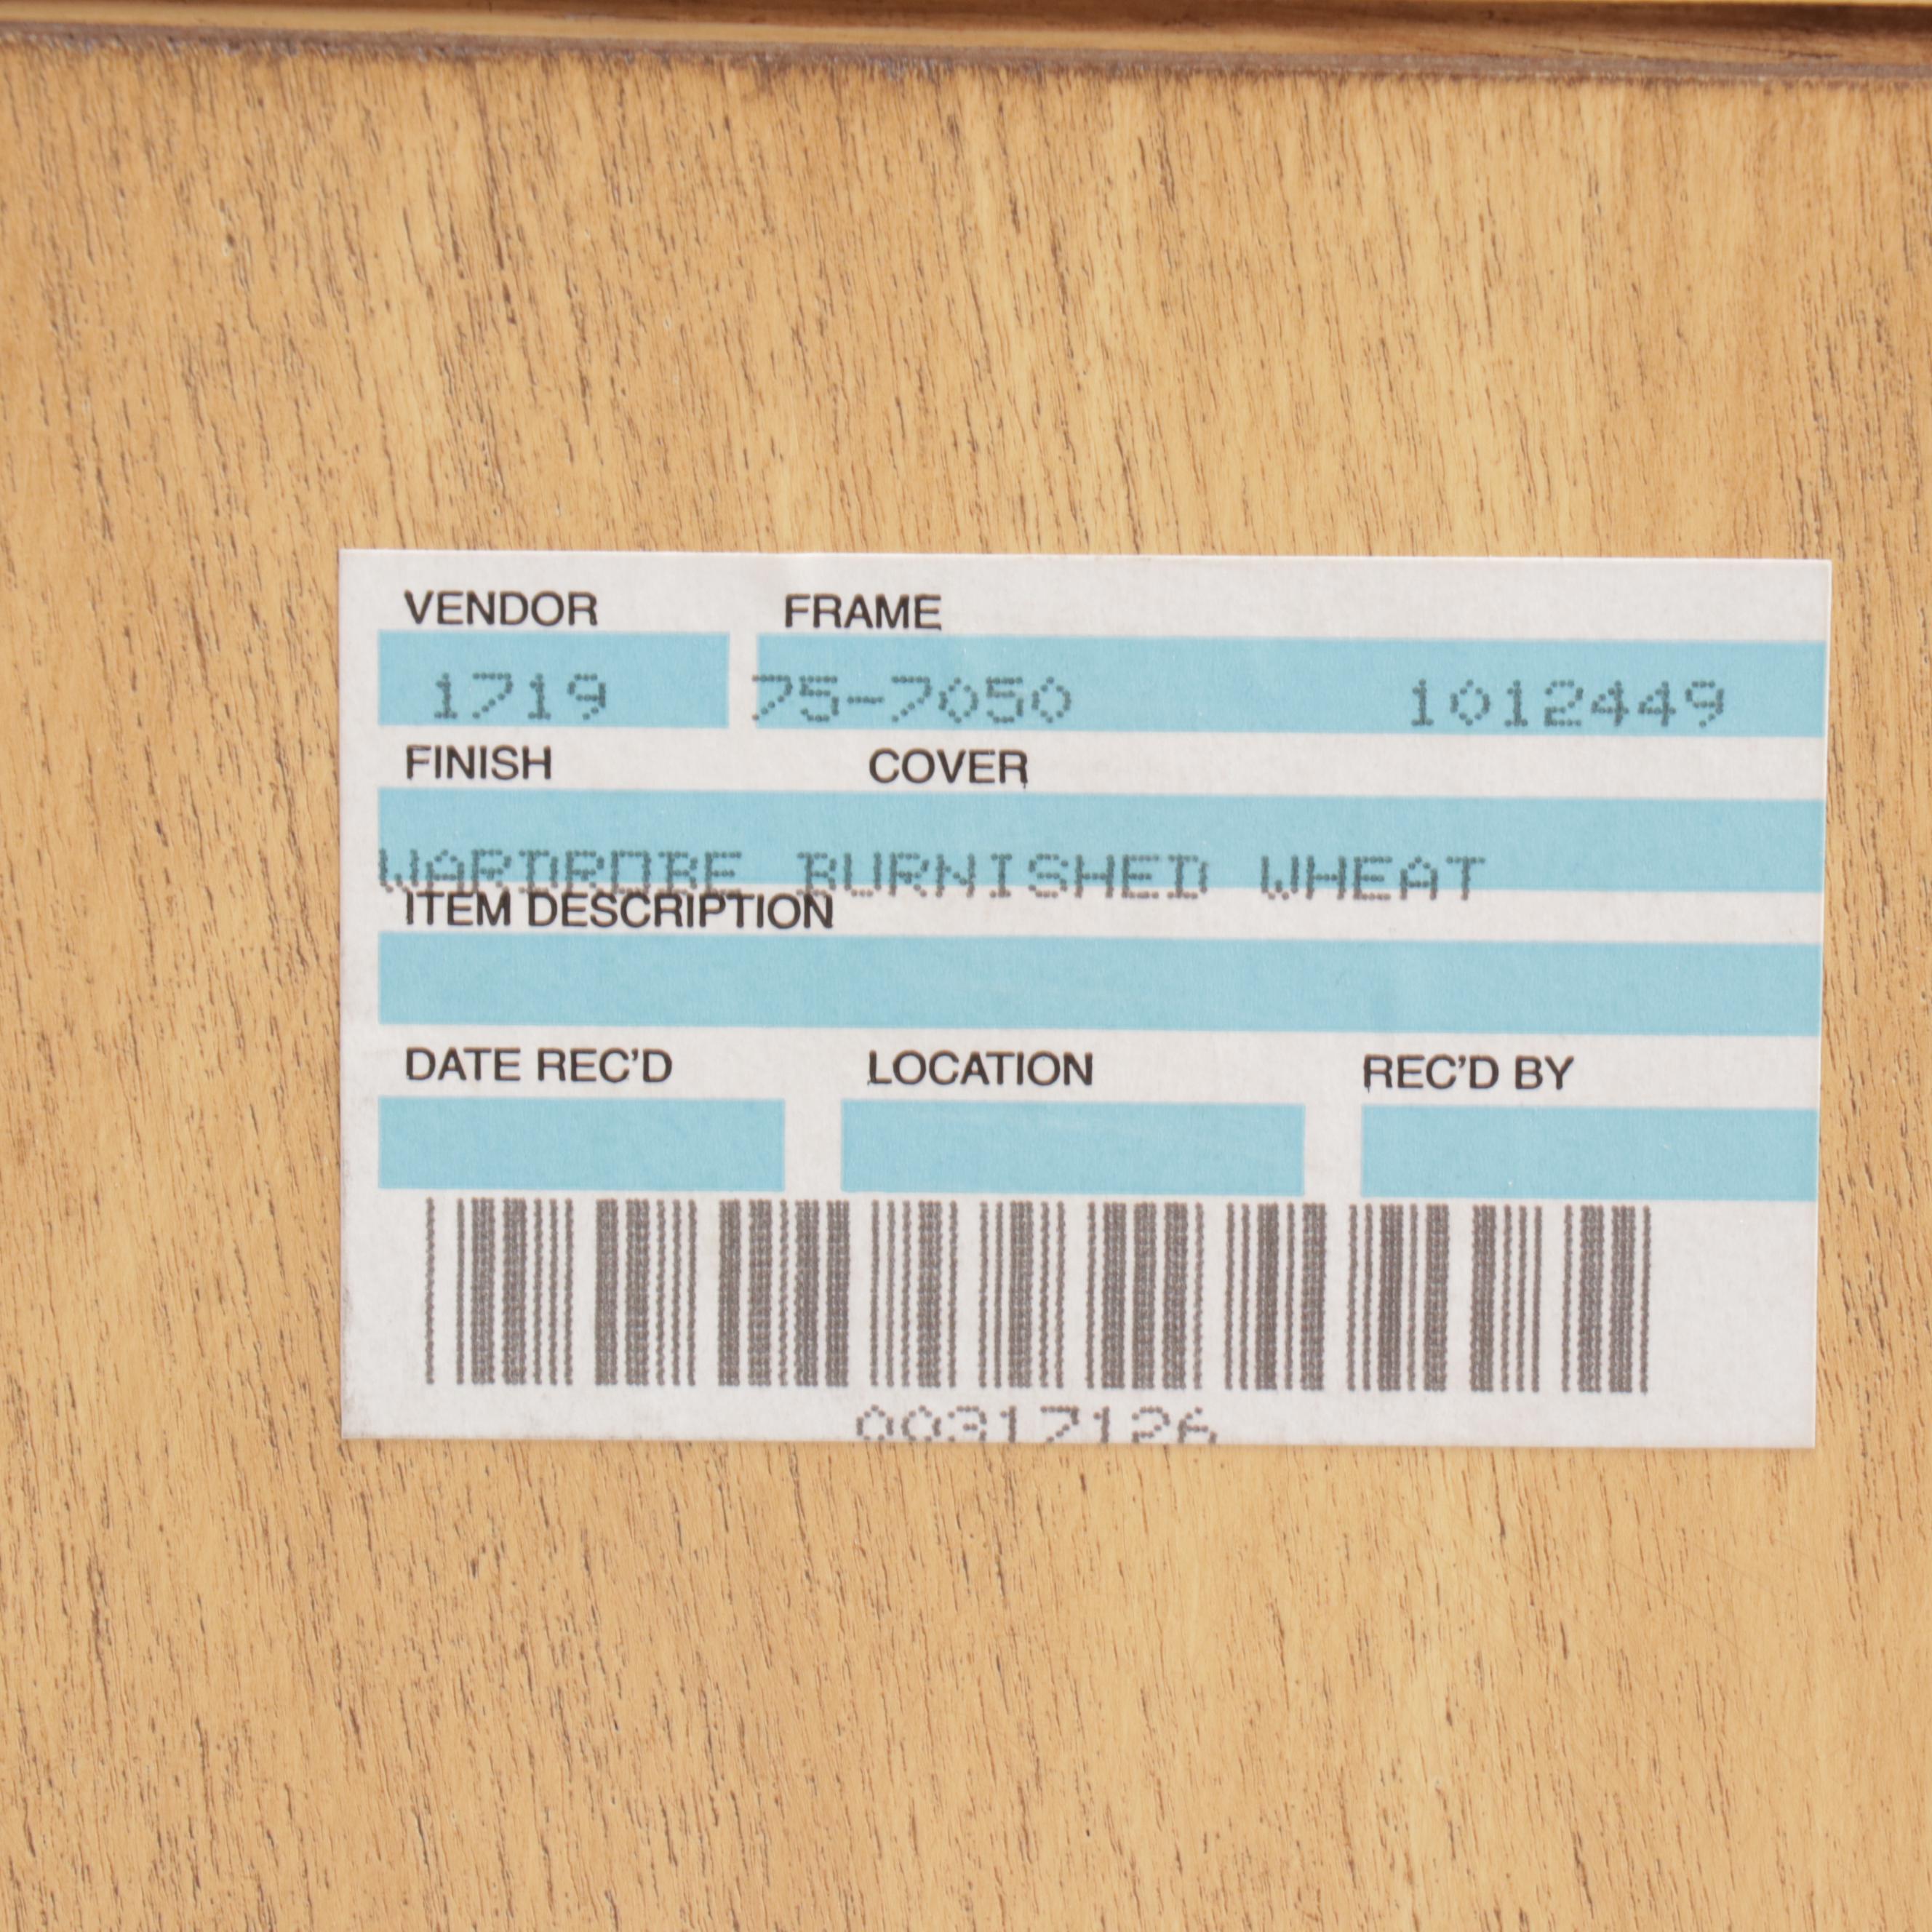 VENDOR FRAME
1719 75-7050 1012449
FINISH COVER
WARDROBE BURNISHED WHEAT
ITEM DESCRIPTION
DATE REC'D LOCATION REC'D BY
00317126